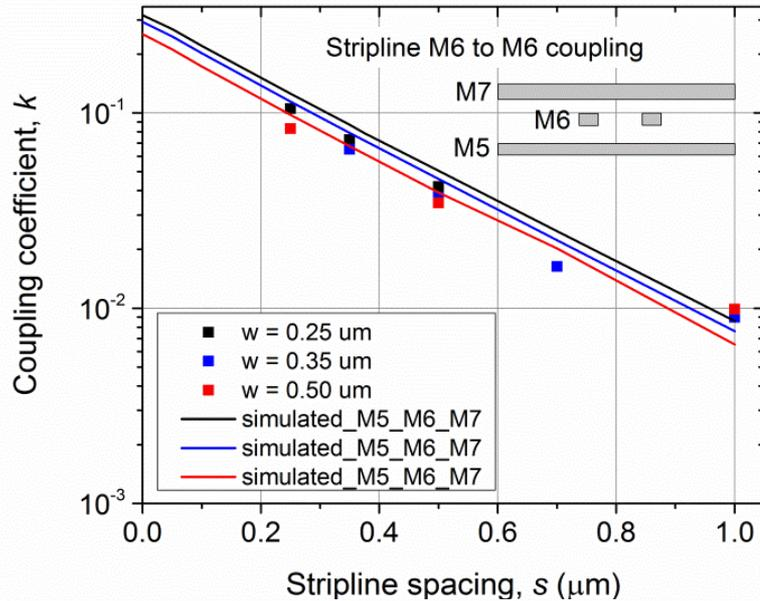 Stripline M6 to M6 coupling
M7
M6
M5
Coupling coefficient, k
10⁻¹
10⁻²
10⁻³
w = 0.25 um
w = 0.35 um
w = 0.50 um
simulated_M5_M6_M7
simulated_M5_M6_M7
simulated_M5_M6_M7
0.0 0.2 0.4 0.6 0.8 1.0
Stripline spacing, s (μm)